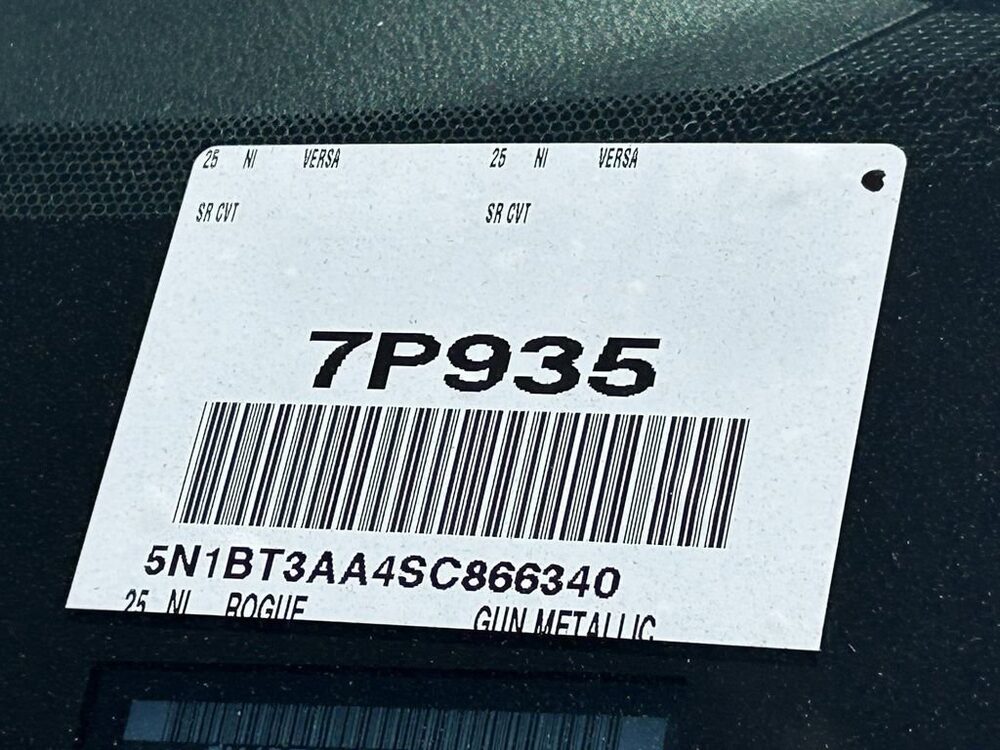 25 NI VERSA 25 NI VERSA
SR CVT SR CVT
7P935
5N1BT3AA4SC866340
25 NI ROGUE GUN METALLIC